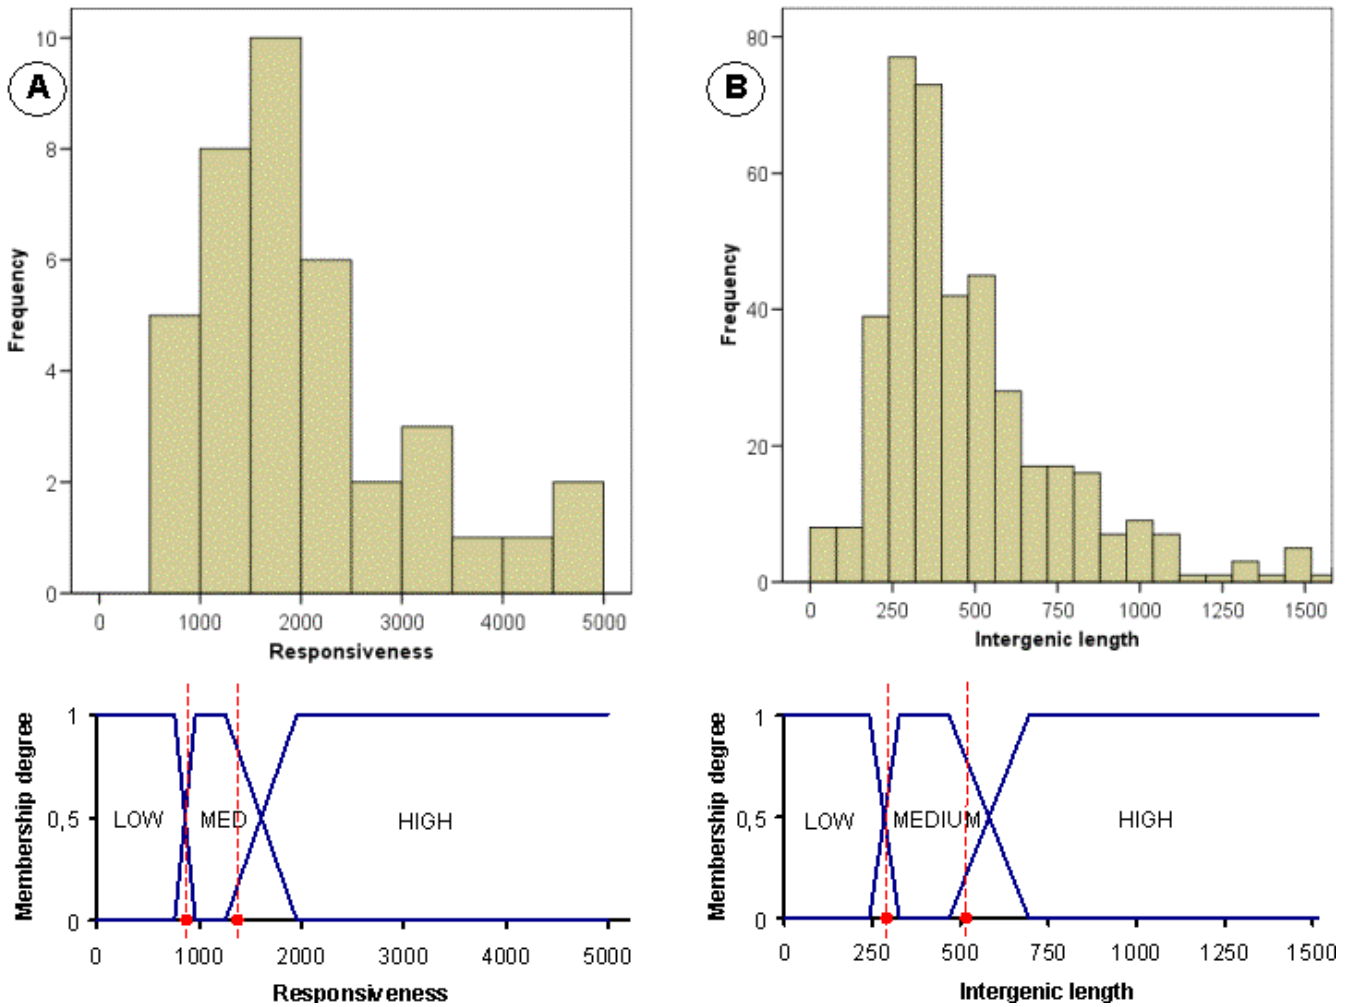 A
Frequency
10
8
6
4
2
0
0 1000 2000 3000 4000 5000
Responsiveness
B
Frequency
80
60
40
20
0
0 250 500 750 1000 1250 1500
Intergenic length
Membership degree
1
0,5
0
LOW MED HIGH
0 1000 2000 3000 4000 5000
Responsiveness
Membership degree
1
0,5
0
LOW MEDIUM HIGH
0 250 500 750 1000 1250 1500
Intergenic length